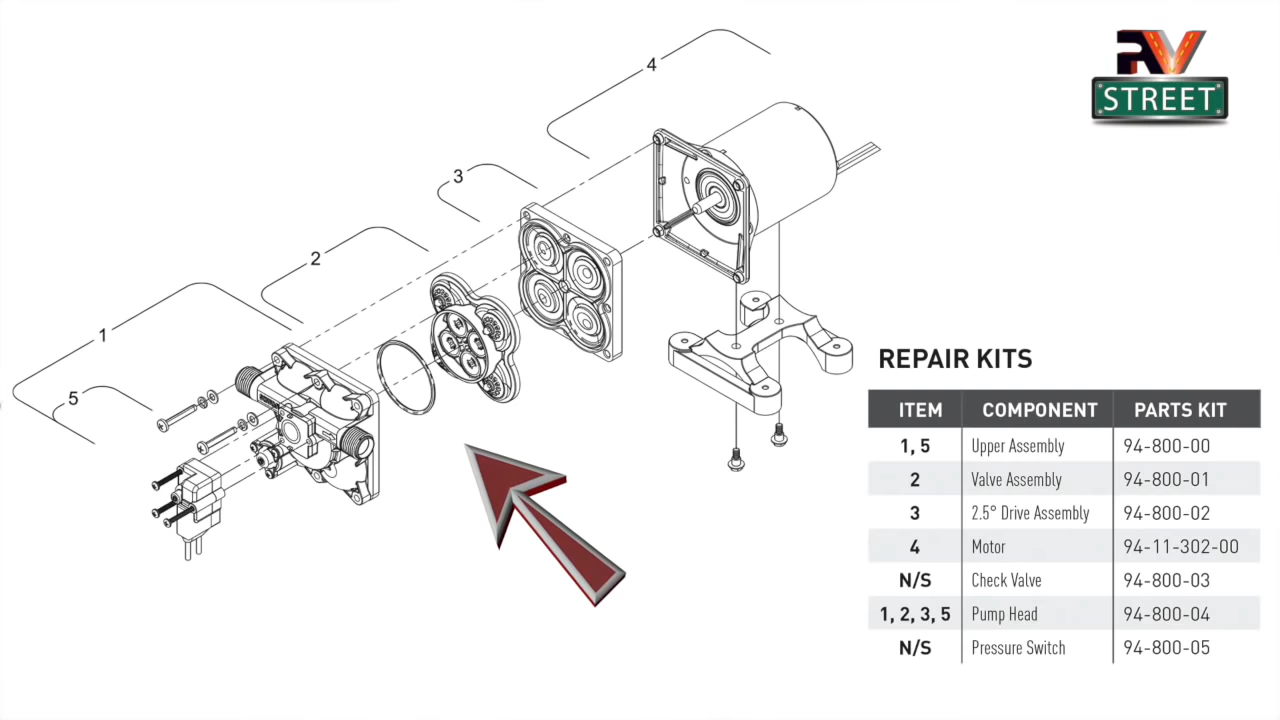 4
RV
STREET
3
2
1
5
REPAIR KITS
ITEM COMPONENT PARTS KIT
1, 5 Upper Assembly 94-800-00
2 Valve Assembly 94-800-01
3 2.5° Drive Assembly 94-800-02
4 Motor 94-11-302-00
N/S Check Valve 94-800-03
1, 2, 3, 5 Pump Head 94-800-04
N/S Pressure Switch 94-800-05